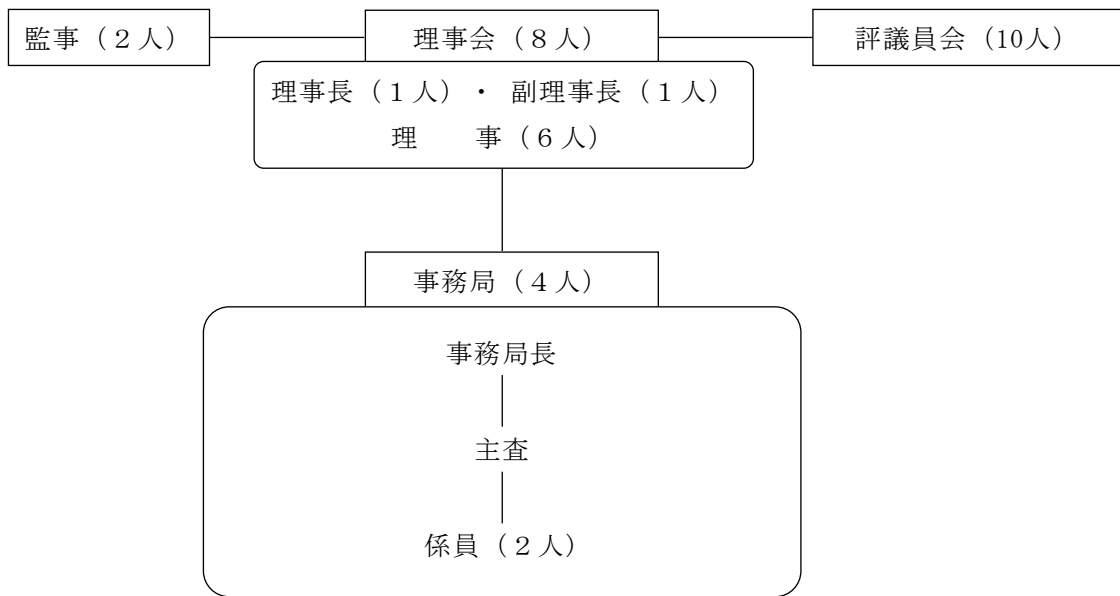 監事（２人）
理事会（８人）
評議員会（10人）
理事長（１人）・ 副理事長（１人）
理　　事（６人）
事務局（４人）
事務局長
主査
係員（２人）